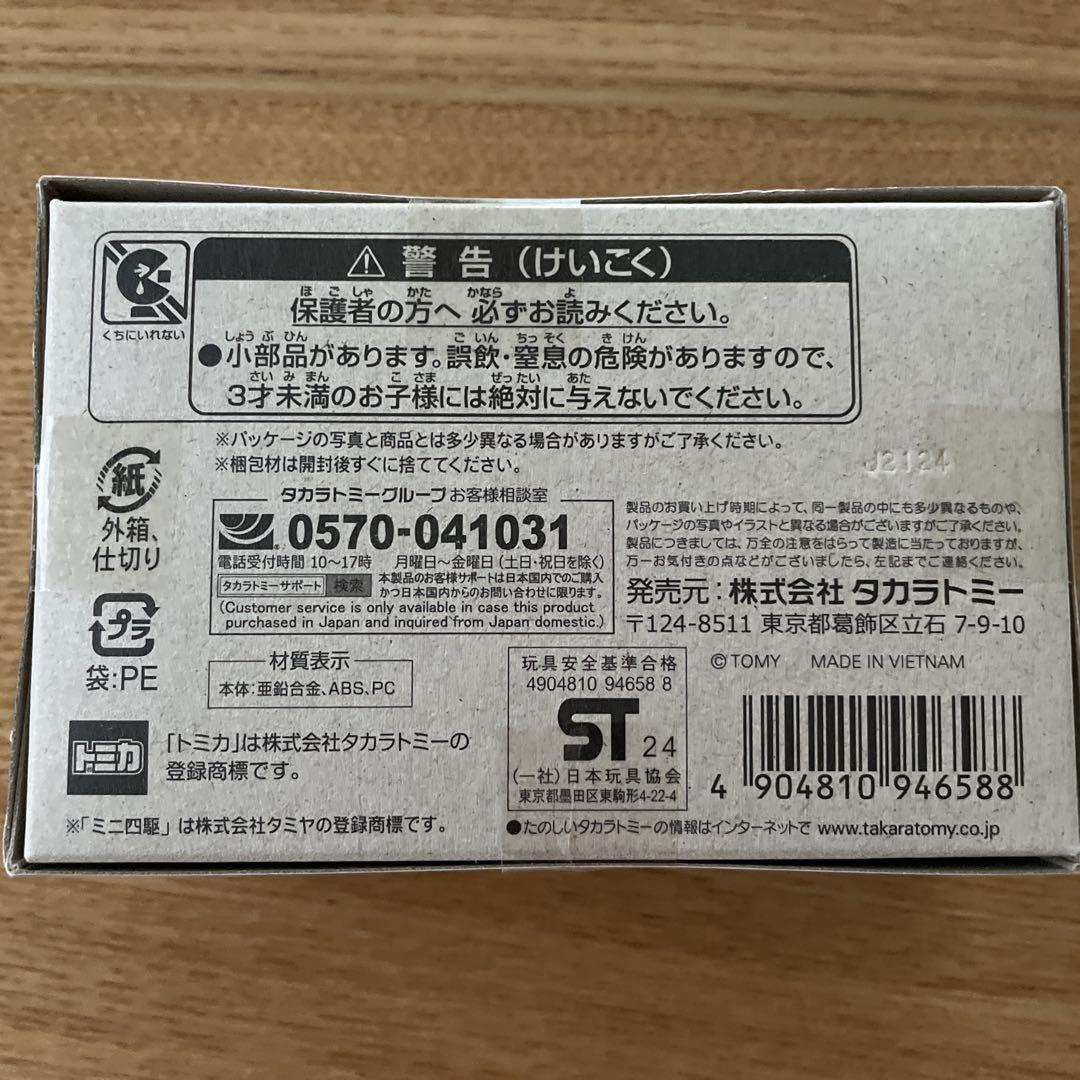 くちにいれない
⚠ 警告（けいこく）
保護者の方へ 必ずお読みください。
●小部品があります。誤飲・窒息の危険がありますので、
3才未満のお子様には絶対に与えないでください。
※パッケージの写真と商品とは多少異なる場合がありますがご了承ください。
※梱包材は開封後すぐに捨ててください。
J2124
紙
外箱、
仕切り
プラ
袋:PE
タカラトミーグループ お客様相談室
0570-041031
電話受付時間 10〜17時 月曜日〜金曜日（土日・祝日を除く）
タカラトミーサポート 検索
本製品のお客様サポートは日本国内でのご購入
かつ日本国内からのお問い合わせに限ります。
(Customer service is only available in case this product
purchased in Japan and inquired from Japan domestic.)
製品のお買い上げ時期によって、同一製品の中にも多少異なるものや、
パッケージの写真やイラストと異なる場合がございますがご了承ください。
製品につきましては、万全の注意をはらって製造に当たっておりますが、
万一お気付きの点などがございましたら、左記までご連絡ください。
発売元：株式会社 タカラトミー
〒124-8511 東京都葛飾区立石 7-9-10
材質表示
本体:亜鉛合金、ABS、PC
トミカ
「トミカ」は株式会社タカラトミーの
登録商標です。
※「ミニ四駆」は株式会社タミヤの登録商標です。
玩具安全基準合格
4904810 94658 8
ST 24
(一社)日本玩具協会
東京都墨田区東駒形4-22-4
© TOMY MADE IN VIETNAM
4 904810 946588
●たのしいタカラトミーの情報はインターネットで www.takaratomy.co.jp